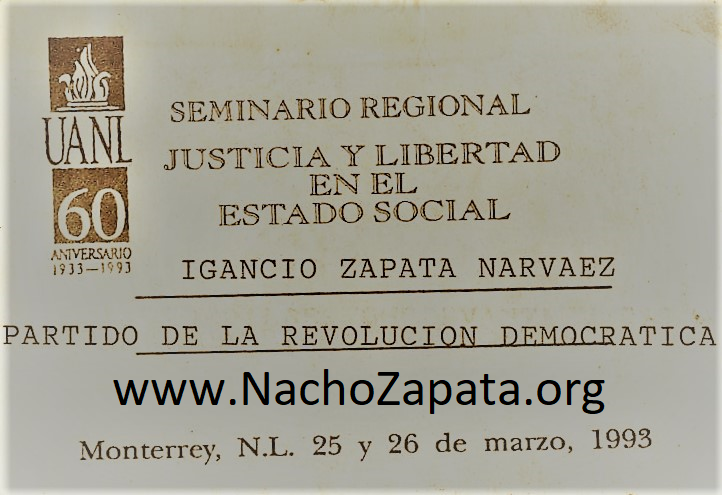 UANL
60
ANIVERSARIO
1933-1993
SEMINARIO REGIONAL
JUSTICIA Y LIBERTAD
EN EL
ESTADO SOCIAL
IGANCIO ZAPATA NARVAEZ
PARTIDO DE LA REVOLUCION DEMOCRATICA
www.NachoZapata.org
Monterrey, N.L. 25 y 26 de marzo, 1993